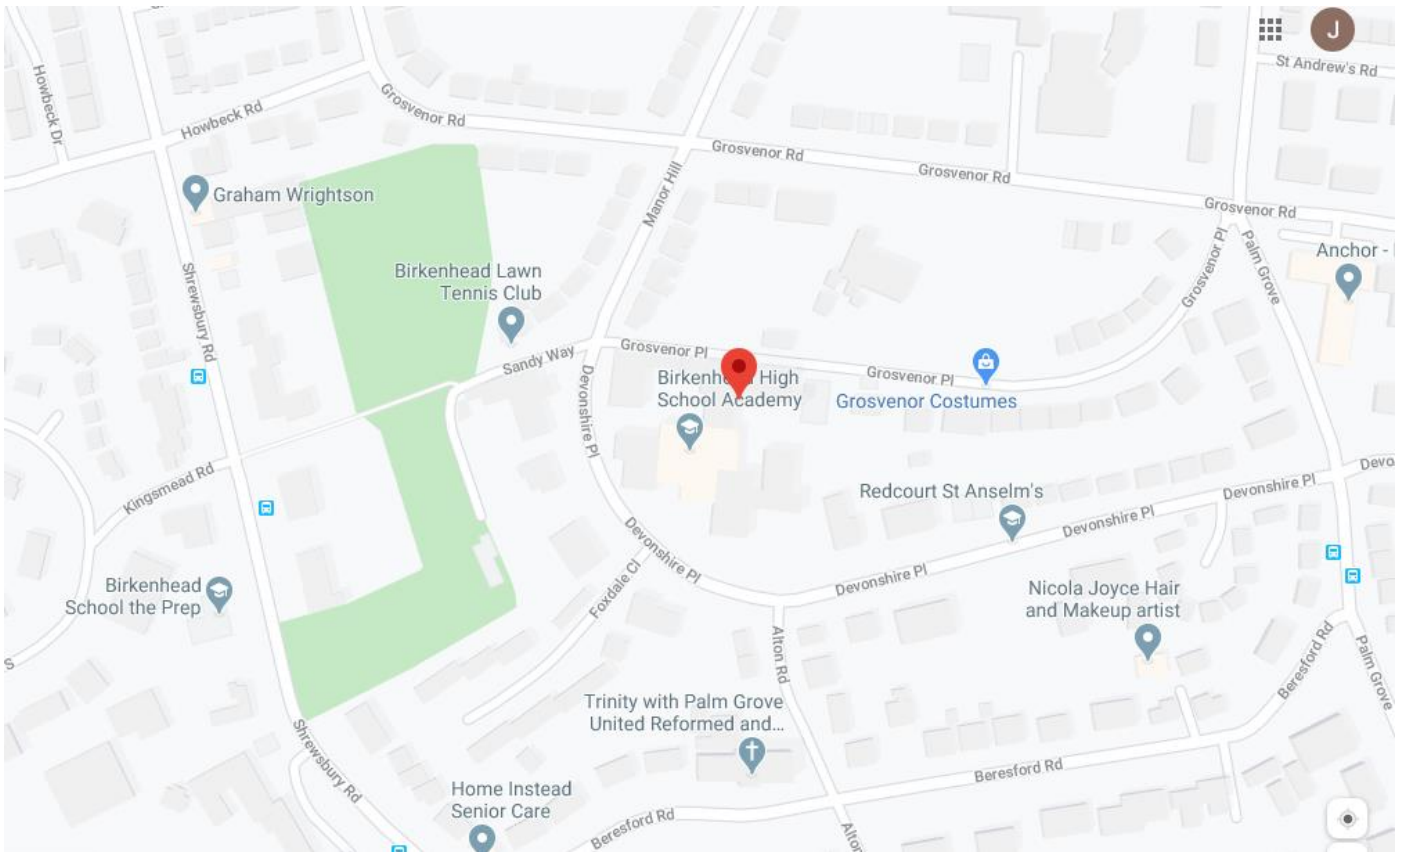 J
St Andrew's Rd
Howbeck Dr
Howbeck Rd
Grosvenor Rd
Grosvenor Rd
Grosvenor Rd
Grosvenor Rd
Graham Wrightson
Manor Hill
Grosvenor Pl
Palm Grove
Anchor -
Shrewsbury Rd
Birkenhead Lawn
Tennis Club
Sandy Way
Grosvenor Pl
Grosvenor Pl
Grosvenor Costumes
Devonshire Pl
High
School Academy
Kingsmead Rd
Redcourt St Anselm's
Devonshire Pl
Devo
Devonshire Pl
Devonshire Pl
Devonshire Pl
Foxdale Cl
Birkenhead
School the Prep
Nicola Joyce Hair
and Makeup artist
Alton Rd
Beresford Rd
Palm Grove
S
Trinity with Palm Grove
United Reformed and...
Shrewsbury Rd
Beresford Rd
Home Instead
Senior Care
Beresford Rd
Alton